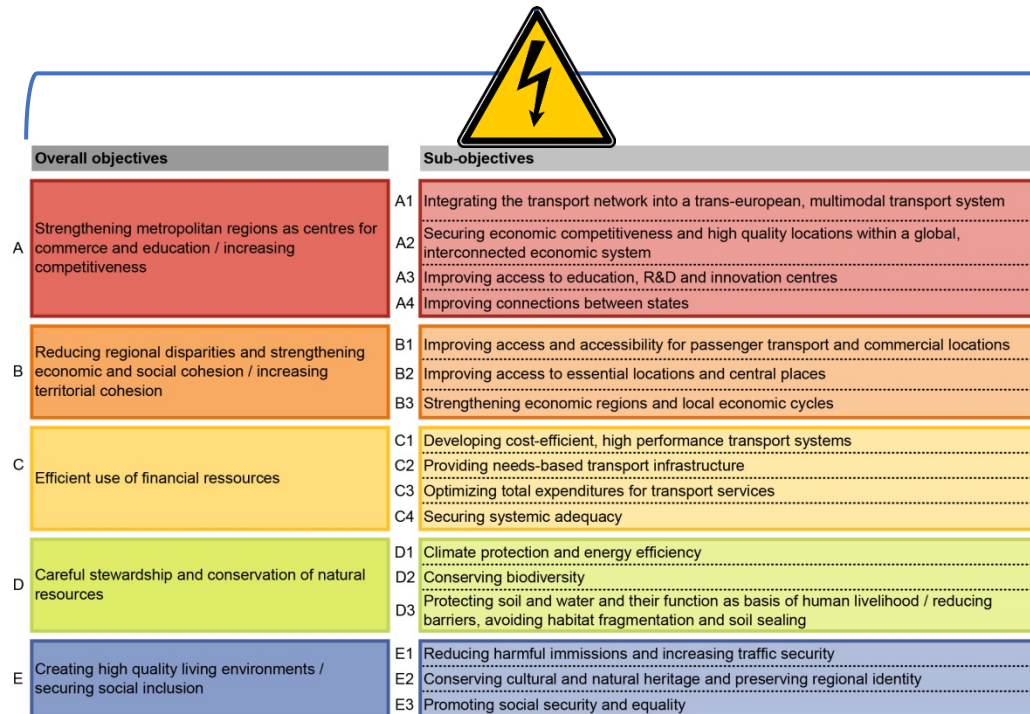 Overall objectives
Sub-objectives
A
Strengthening metropolitan regions as centres for
commerce and education / increasing
competitiveness
A1 Integrating the transport network into a trans-european, multimodal transport system
A2 Securing economic competitiveness and high quality locations within a global,
interconnected economic system
A3 Improving access to education, R&D and innovation centres
A4 Improving connections between states
B
Reducing regional disparities and strengthening
economic and social cohesion / increasing
territorial cohesion
B1 Improving access and accessibility for passenger transport and commercial locations
B2 Improving access to essential locations and central places
B3 Strengthening economic regions and local economic cycles
C
Efficient use of financial ressources
C1 Developing cost-efficient, high performance transport systems
C2 Providing needs-based transport infrastructure
C3 Optimizing total expenditures for transport services
C4 Securing systemic adequacy
D
Careful stewardship and conservation of natural
resources
D1 Climate protection and energy efficiency
D2 Conserving biodiversity
D3 Protecting soil and water and their function as basis of human livelihood / reducing
barriers, avoiding habitat fragmentation and soil sealing
E
Creating high quality living environments /
securing social inclusion
E1 Reducing harmful immissions and increasing traffic security
E2 Conserving cultural and natural heritage and preserving regional identity
E3 Promoting social security and equality